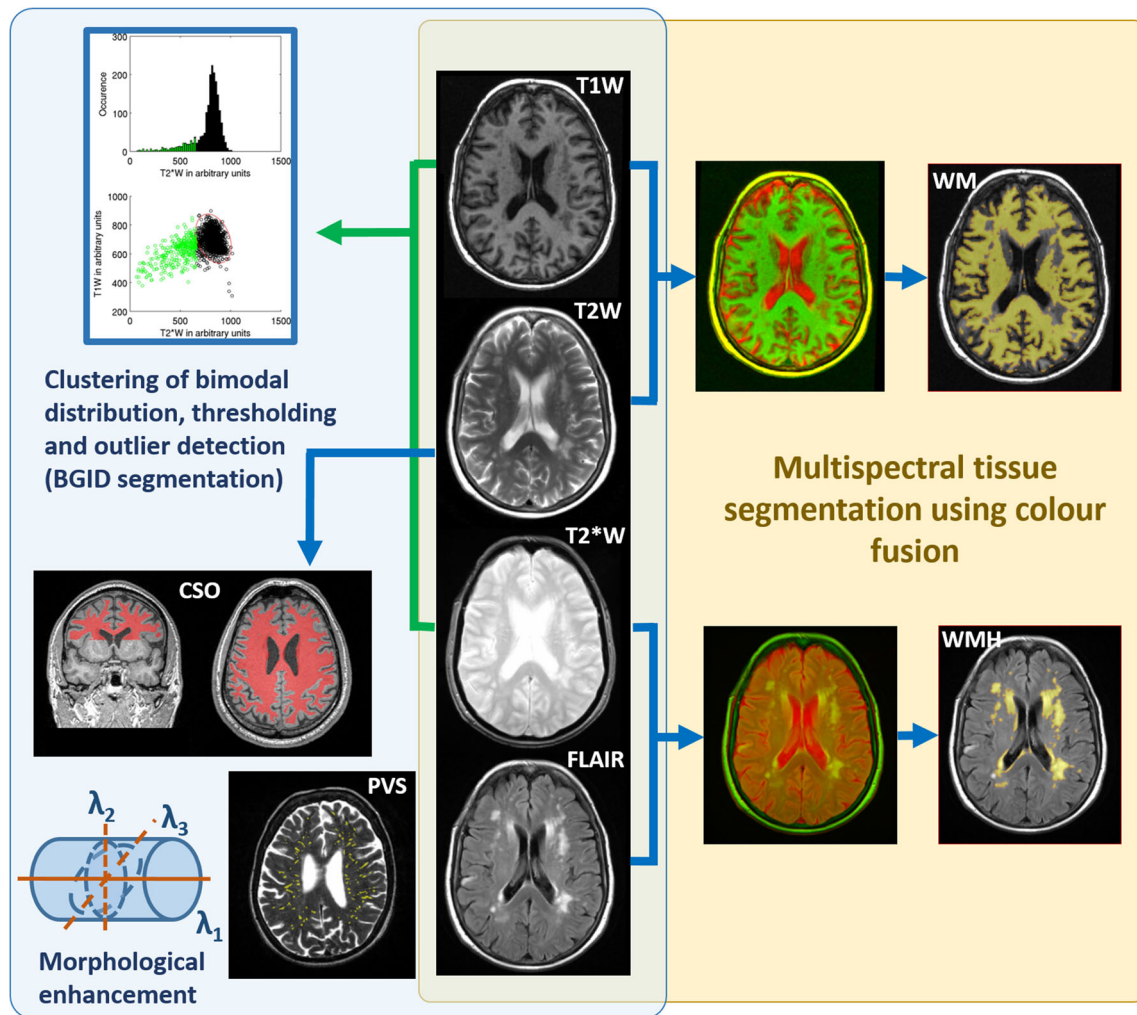 300
200
100
0
Occurence
0 500 1000 1500
T2*W in arbitrary units
1000
900
800
600
400
200
T1W in arbitrary units
0 500 1000 1500
T2*W in arbitrary units
Clustering of bimodal
distribution, thresholding
and outlier detection
(BGID segmentation)
CSO
PVS
λ2
λ3
λ1
Morphological
enhancement
T1W
T2W
T2*W
FLAIR
WM
Multispectral tissue
segmentation using colour
fusion
WMH